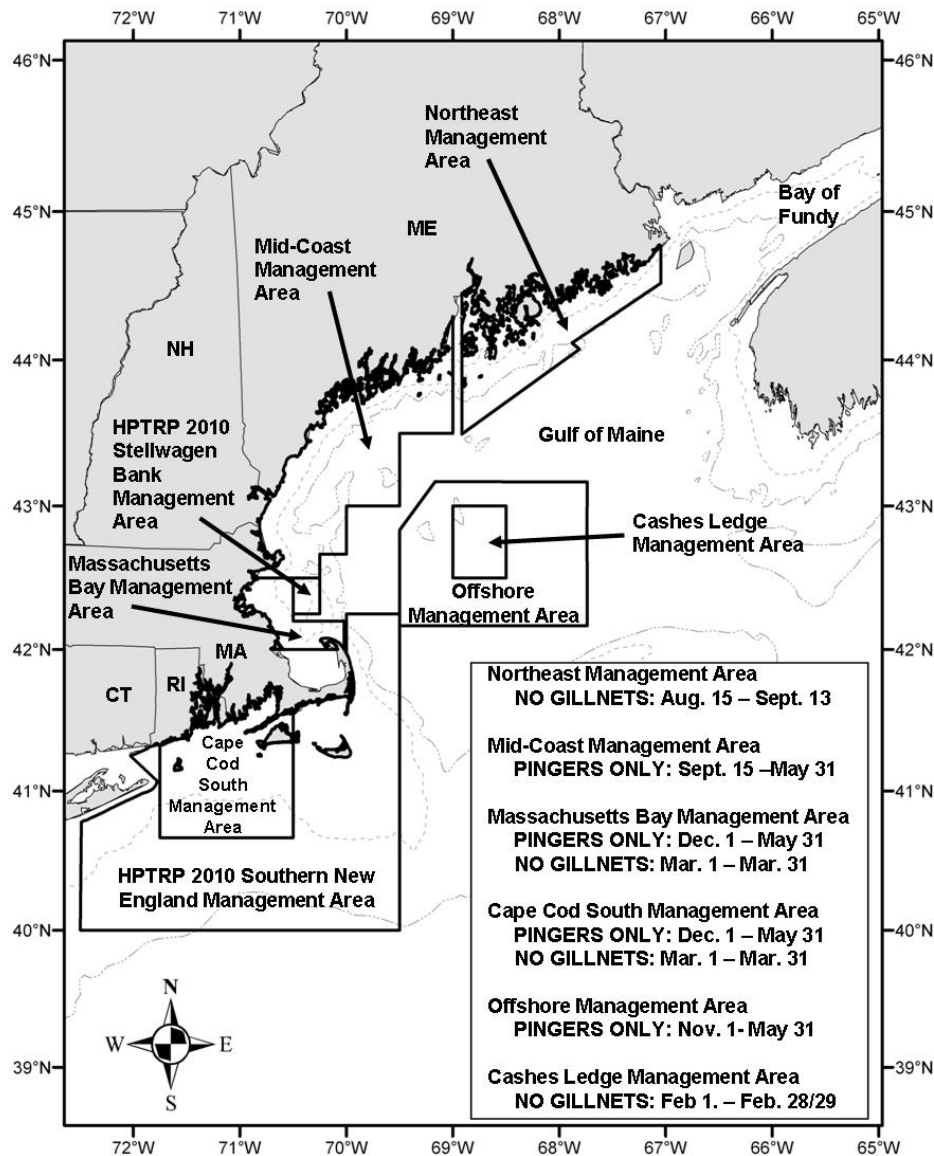 72°W 71°W 70°W 69°W 68°W 67°W 66°W 65°W
46°N
46°N
Northeast
Management
Area
45°N
45°N
Bay of
Fundy
ME
Mid-Coast
Management
Area
44°N
44°N
NH
HPTRP 2010
Stellwagen
Bank
Management
Area
Gulf of Maine
43°N
43°N
Cashes Ledge
Management Area
Massachusetts
Bay Management
Area
Offshore
Management Area
42°N
42°N
MA
CT
RI
Cape
Cod
South
Management
Area
41°N
41°N
HPTRP 2010 Southern New
England Management Area
40°N
40°N
39°N
39°N
N
W
E
S
Northeast Management Area
NO GILLNETS: Aug. 15 – Sept. 13
Mid-Coast Management Area
PINGERS ONLY: Sept. 15 –May 31
Massachusetts Bay Management Area
PINGERS ONLY: Dec. 1 – May 31
NO GILLNETS: Mar. 1 – Mar. 31
Cape Cod South Management Area
PINGERS ONLY: Dec. 1 – May 31
NO GILLNETS: Mar. 1 – Mar. 31
Offshore Management Area
PINGERS ONLY: Nov. 1- May 31
Cashes Ledge Management Area
NO GILLNETS: Feb 1. – Feb. 28/29
72°W 71°W 70°W 69°W 68°W 67°W 66°W 65°W